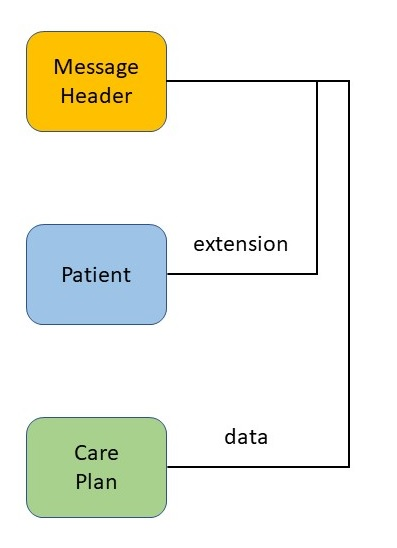 Message
Header
extension
Patient
data
Care
Plan